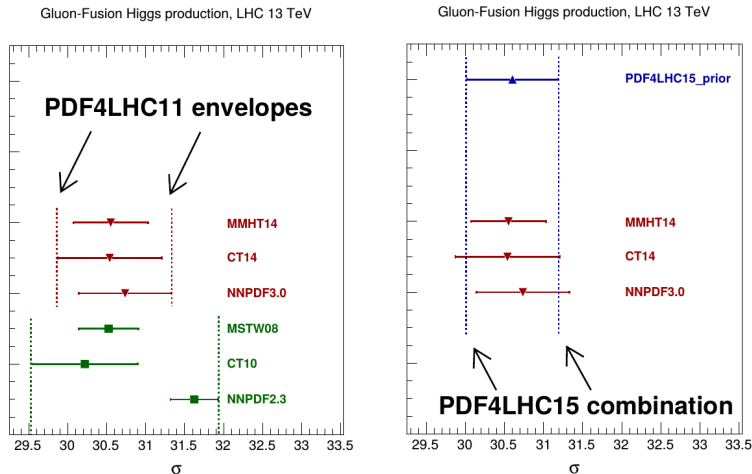 Gluon-Fusion Higgs production, LHC 13 TeV
PDF4LHC11 envelopes
MMHT14
CT14
NNPDF3.0
MSTW08
CT10
NNPDF2.3
29.5 30 30.5 31 31.5 32 32.5 33 33.5
σ
Gluon-Fusion Higgs production, LHC 13 TeV
PDF4LHC15_prior
MMHT14
CT14
NNPDF3.0
PDF4LHC15 combination
29.5 30 30.5 31 31.5 32 32.5 33 33.5
σ